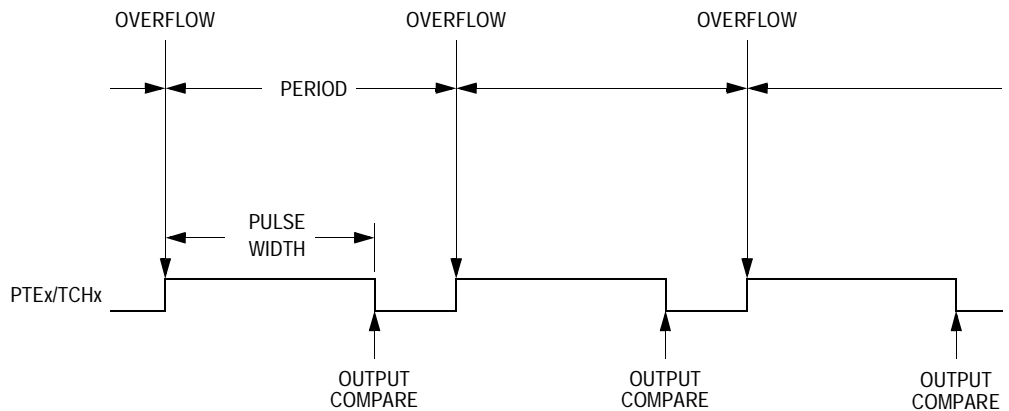 OVERFLOW
OVERFLOW
OVERFLOW
PERIOD
PULSE
WIDTH
PTEx/TCHx
OUTPUT
COMPARE
OUTPUT
COMPARE
OUTPUT
COMPARE